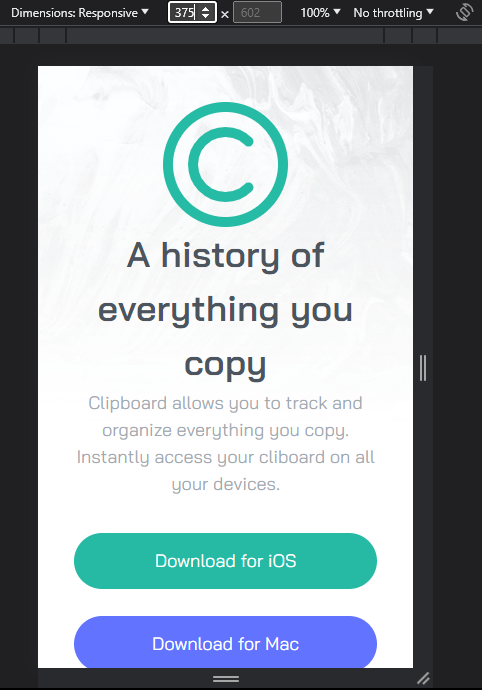 Dimensions: Responsive 375 × 602 100% No throttling
C
A history of
everything you
copy
Clipboard allows you to track and
organize everything you copy.
Instantly access your cliboard on all
your devices.
Download for iOS
Download for Mac